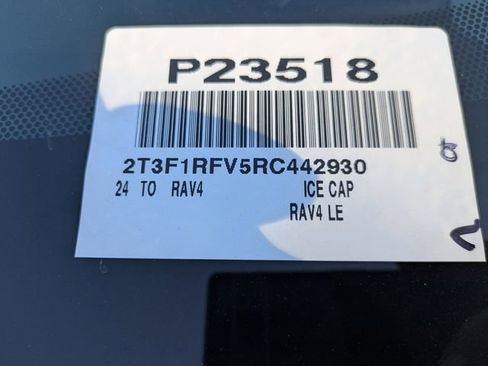 P23518
2T3F1RFV5RC442930
24 TO RAV4 ICE CAP
RAV4 LE